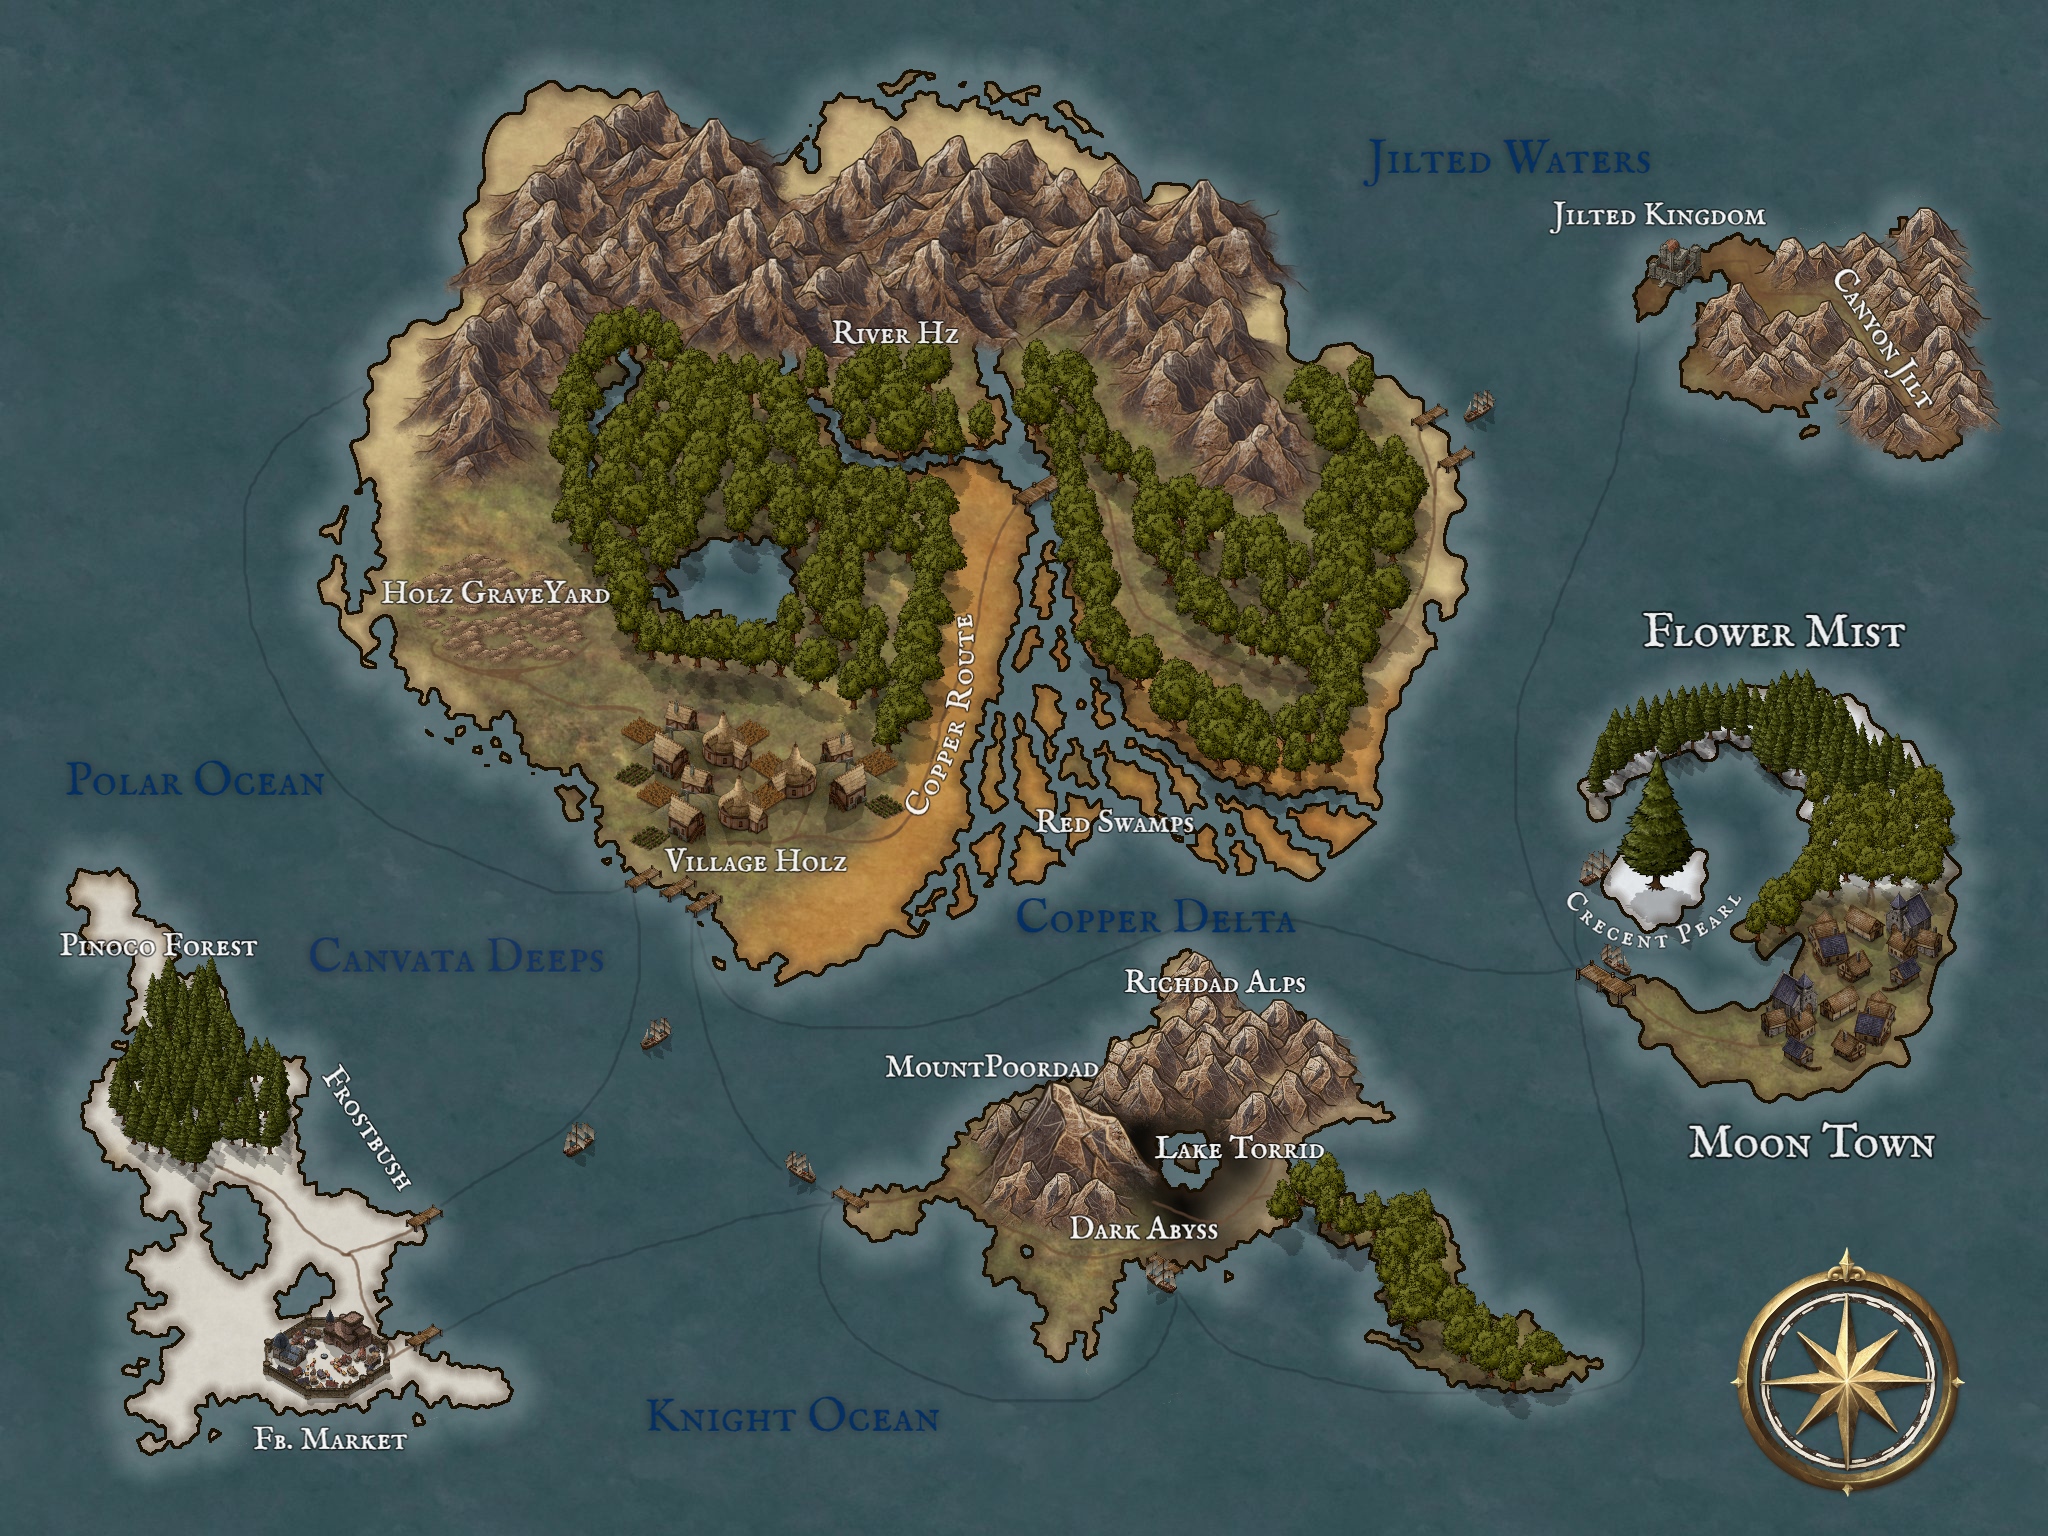 Jilted Waters
Jilted Kingdom
Canyon Jilt
River Hz
Holz GraveYard
Copper Route
Flower Mist
Polar Ocean
Red Swamps
Village Holz
Copper Delta
Crecent Pearl
Pinoco Forest
Canvata Deeps
Richdad Alps
MountPoordad
Frostbush
Lake Torrid
Moon Town
Dark Abyss
Knight Ocean
Fb. Market